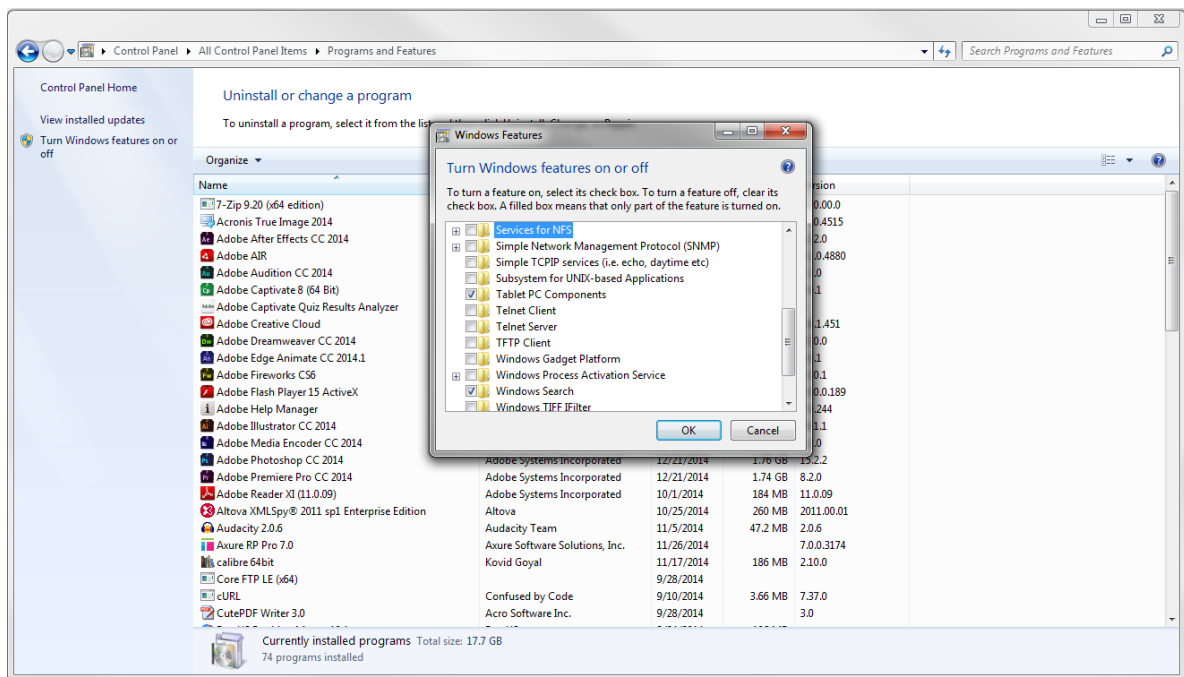 Control Panel ▸ All Control Panel Items ▸ Programs and Features
Search Programs and Features
Control Panel Home
View installed updates
Turn Windows features on or
off
Uninstall or change a program
To uninstall a program, select it from the list
Organize
Name
7-Zip 9.20 (x64 edition)
Acronis True Image 2014
Adobe After Effects CC 2014
Adobe AIR
Adobe Audition CC 2014
Adobe Captivate 8 (64 Bit)
Adobe Captivate Quiz Results Analyzer
Adobe Creative Cloud
Adobe Dreamweaver CC 2014
Adobe Edge Animate CC 2014.1
Adobe Fireworks CS6
Adobe Flash Player 15 ActiveX
Adobe Help Manager
Adobe Illustrator CC 2014
Adobe Media Encoder CC 2014
Adobe Photoshop CC 2014 Adobe Systems Incorporated 12/21/2014 1.76 GB 15.2.2
Adobe Premiere Pro CC 2014 Adobe Systems Incorporated 12/21/2014 1.74 GB 8.2.0
Adobe Reader XI (11.0.09) Adobe Systems Incorporated 10/1/2014 184 MB 11.0.09
Altova XMLSpy® 2011 sp1 Enterprise Edition Altova 10/25/2014 260 MB 2011.00.01
Audacity 2.0.6 Audacity Team 11/5/2014 47.2 MB 2.0.6
Axure RP Pro 7.0 Axure Software Solutions, Inc. 11/26/2014 7.0.0.3174
calibre 64bit Kovid Goyal 11/17/2014 186 MB 2.10.0
Core FTP LE (x64) 9/28/2014
cURL Confused by Code 9/10/2014 3.66 MB 7.37.0
CutePDF Writer 3.0 Acro Software Inc. 9/28/2014 3.0
Currently installed programs Total size: 17.7 GB
74 programs installed
Windows Features
Turn Windows features on or off
To turn a feature on, select its check box. To turn a feature off, clear its
check box. A filled box means that only part of the feature is turned on.
Services for NFS
Simple Network Management Protocol (SNMP)
Simple TCPIP services (i.e. echo, daytime etc)
Subsystem for UNIX-based Applications
Tablet PC Components
Telnet Client
Telnet Server
TFTP Client
Windows Gadget Platform
Windows Process Activation Service
Windows Search
Windows TIFF IFilter
OK Cancel